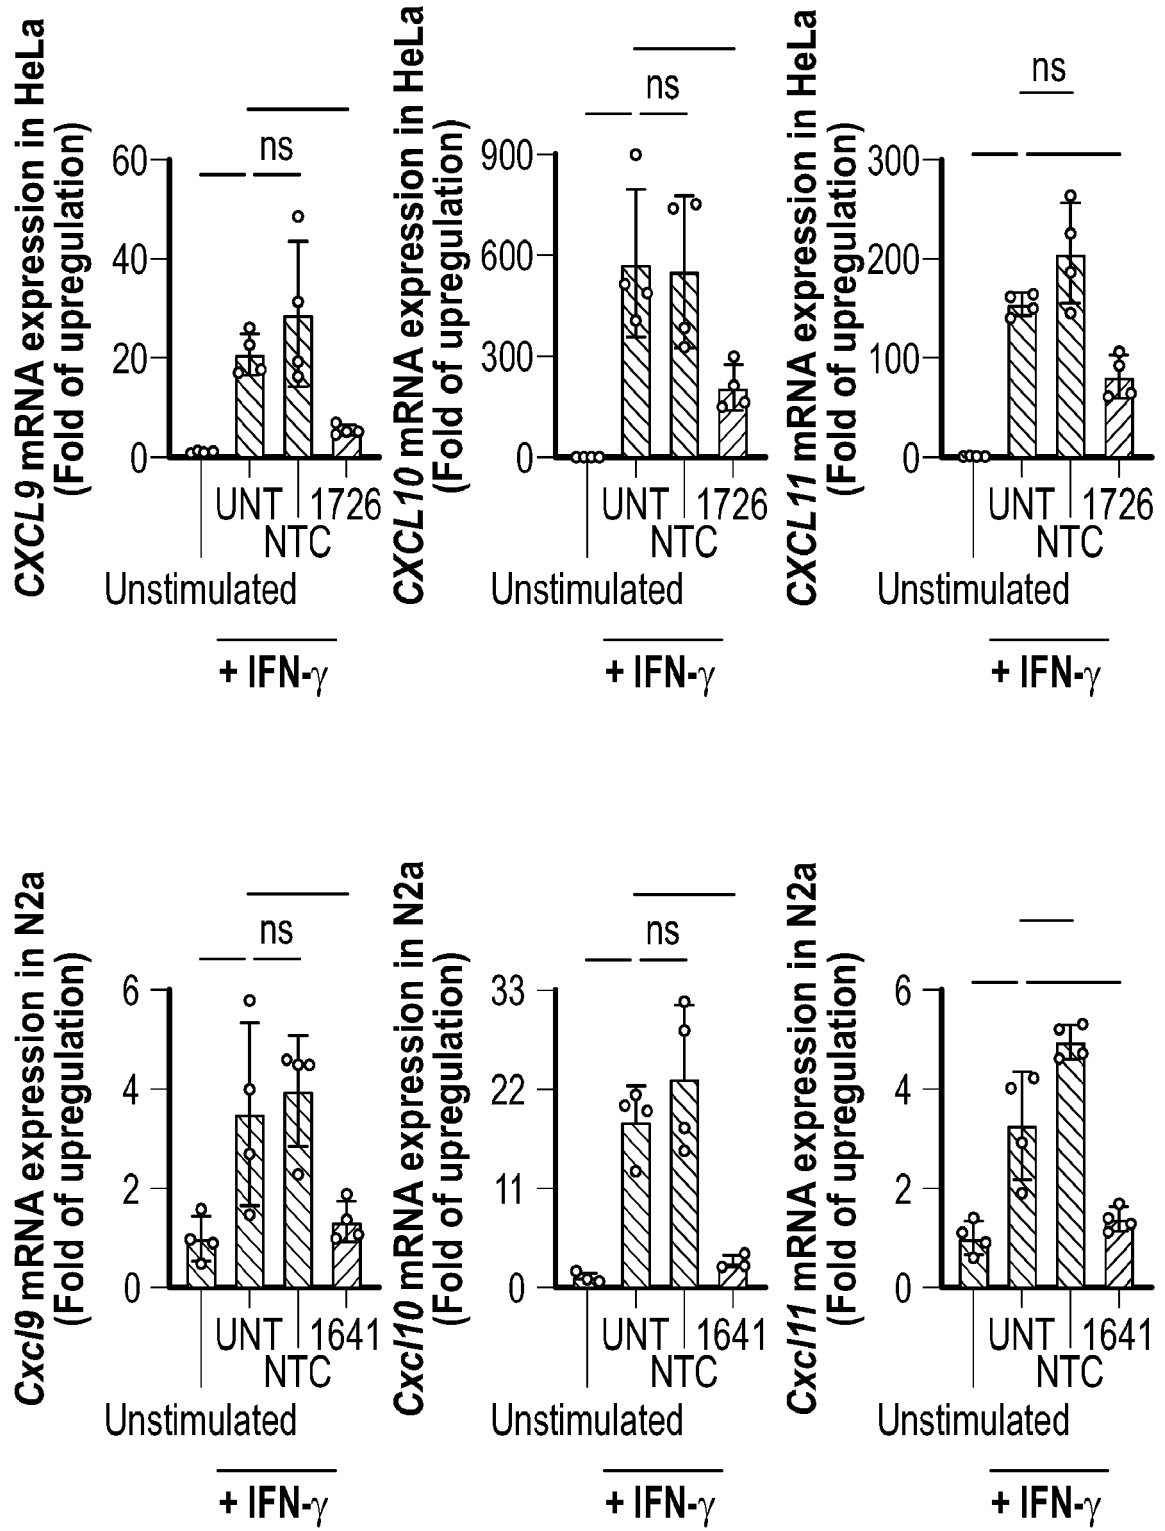 CXCL9 mRNA expression in HeLa
(Fold of upregulation)
60
40
20
0
ns
UNT
NTC
1726
Unstimulated
+ IFN-γ
CXCL10 mRNA expression in HeLa
(Fold of upregulation)
900
600
300
0
ns
UNT
NTC
1726
Unstimulated
+ IFN-γ
CXCL11 mRNA expression in HeLa
(Fold of upregulation)
300
200
100
0
ns
UNT
NTC
1726
Unstimulated
+ IFN-γ
Cxcl9 mRNA expression in N2a
(Fold of upregulation)
6
4
2
0
ns
UNT
NTC
1641
Unstimulated
+ IFN-γ
Cxcl10 mRNA expression in N2a
(Fold of upregulation)
33
22
11
0
ns
UNT
NTC
1641
Unstimulated
+ IFN-γ
Cxcl11 mRNA expression in N2a
(Fold of upregulation)
6
4
2
0
UNT
NTC
1641
Unstimulated
+ IFN-γ